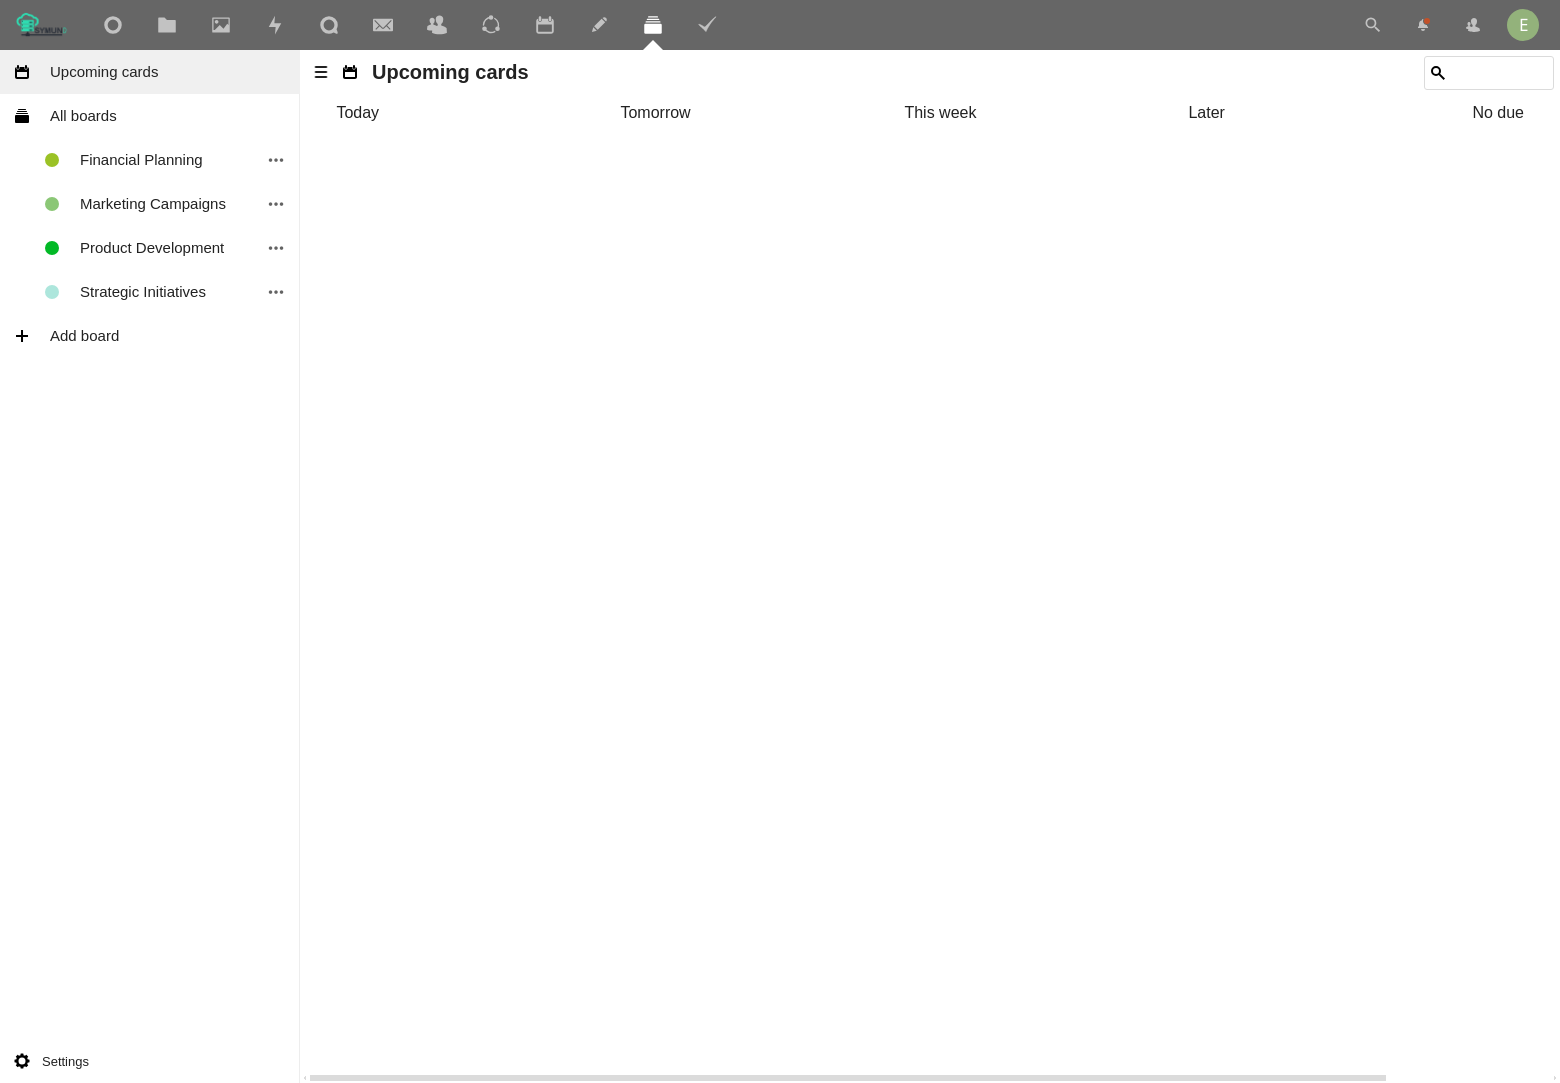 E
Upcoming cards
All boards
Financial Planning
Marketing Campaigns
Product Development
Strategic Initiatives
Add board
Settings
Upcoming cards
Today
Tomorrow
This week
Later
No due